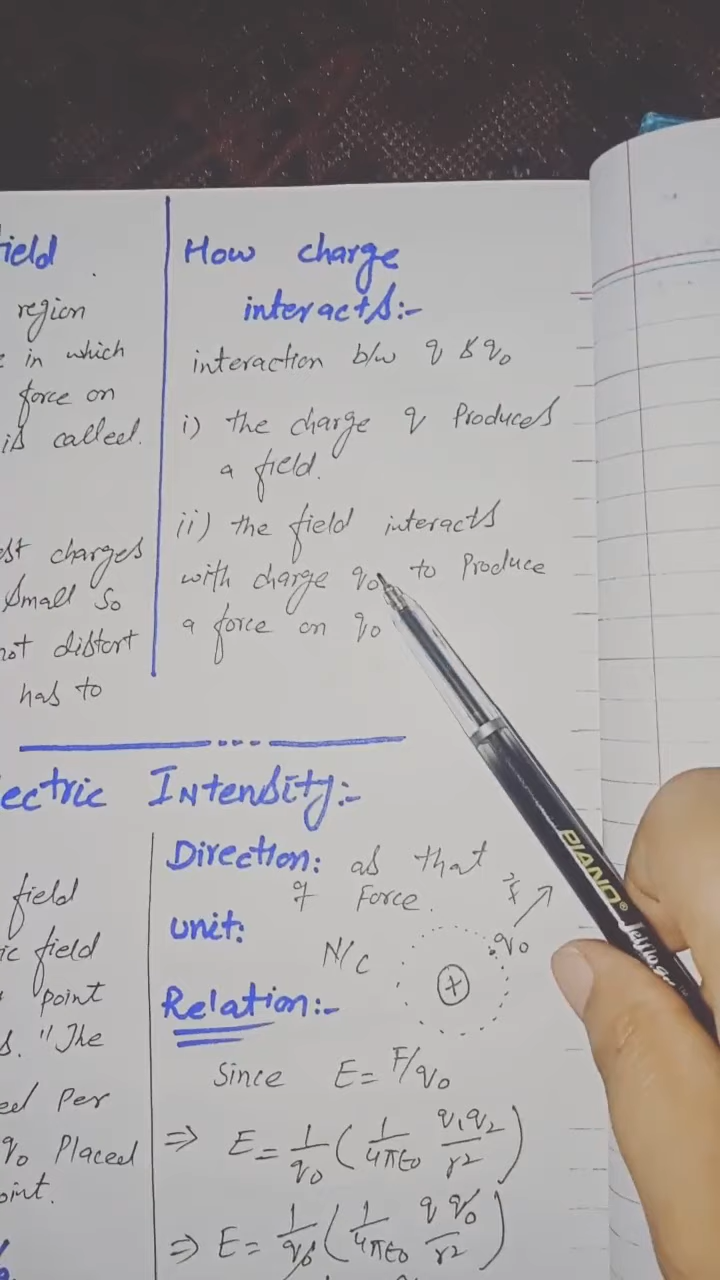 ield
region
e in which
force on
is called.
est charges
small so
not distort
has to
How charge
interacts:-
interaction b/w q & q₀
i) the charge q Produces
a field.
ii) the field interacts
with charge q₀ to Produce
a force on q₀
ectric Intensity:-
field
ic field
point
s. "The
ed Per
q₀ Placed
oint.
Direction: as that
of Force.
Unit:
N/C
F
q₀
+
Relation:-
Since E = F/q₀
⇒ E = 1/q₀ (1/4πε₀ q₁q₂/r²)
⇒ E = 1/q₀ (1/4πε₀ q q₀/r²)
PIANO®